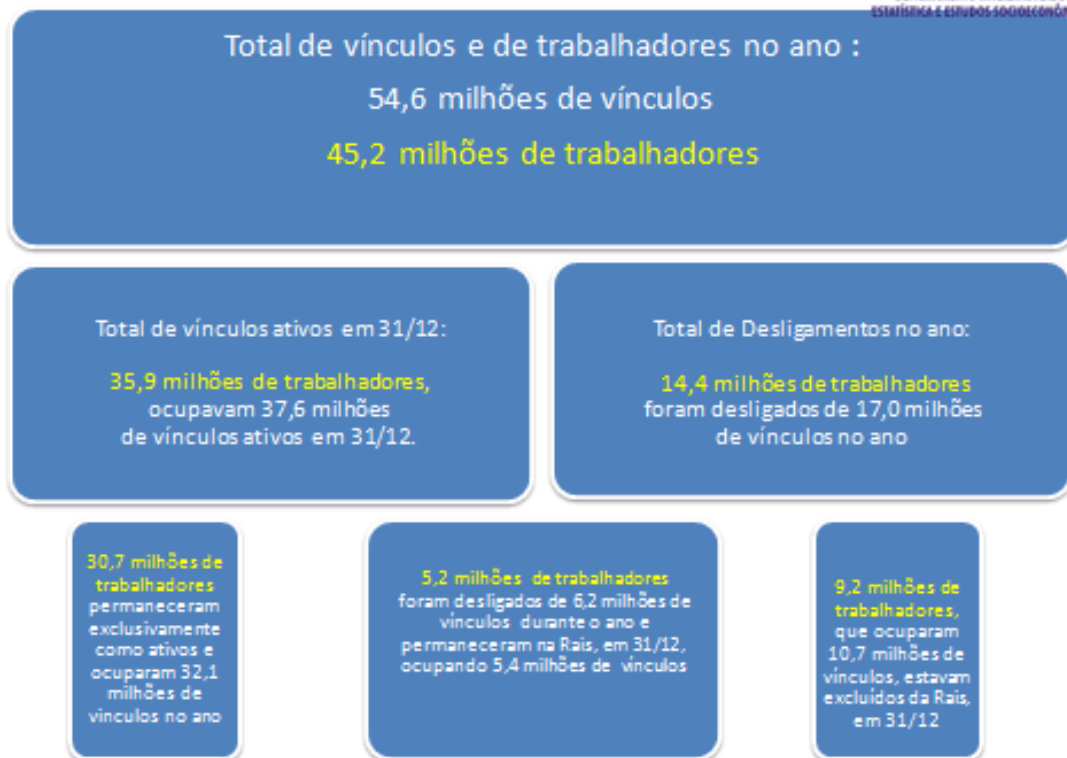 ESTATÍSTICA E ESTUDOS SOCIOECONÔM
Total de vínculos e de trabalhadores no ano :
54,6 milhões de vínculos
45,2 milhões de trabalhadores
Total de vínculos ativos em 31/12:
35,9 milhões de trabalhadores,
ocupavam 37,6 milhões
de vínculos ativos em 31/12.
Total de Desligamentos no ano:
14,4 milhões de trabalhadores
foram desligados de 17,0 milhões
de vínculos no ano
30,7 milhões de
trabalhadores
permaneceram
exclusivamente
como ativos e
ocuparam 32,1
milhões de
vinculos no ano
5,2 milhões de trabalhadores
foram desligados de 6,2 milhões de
vínculos durante o ano e
permaneceram na Rais, em 31/12,
ocupando 5,4 milhões de vínculos
9,2 milhões de
trabalhadores,
que ocuparam
10,7 milhões de
vínculos, estavam
excluídos da Rais,
em 31/12